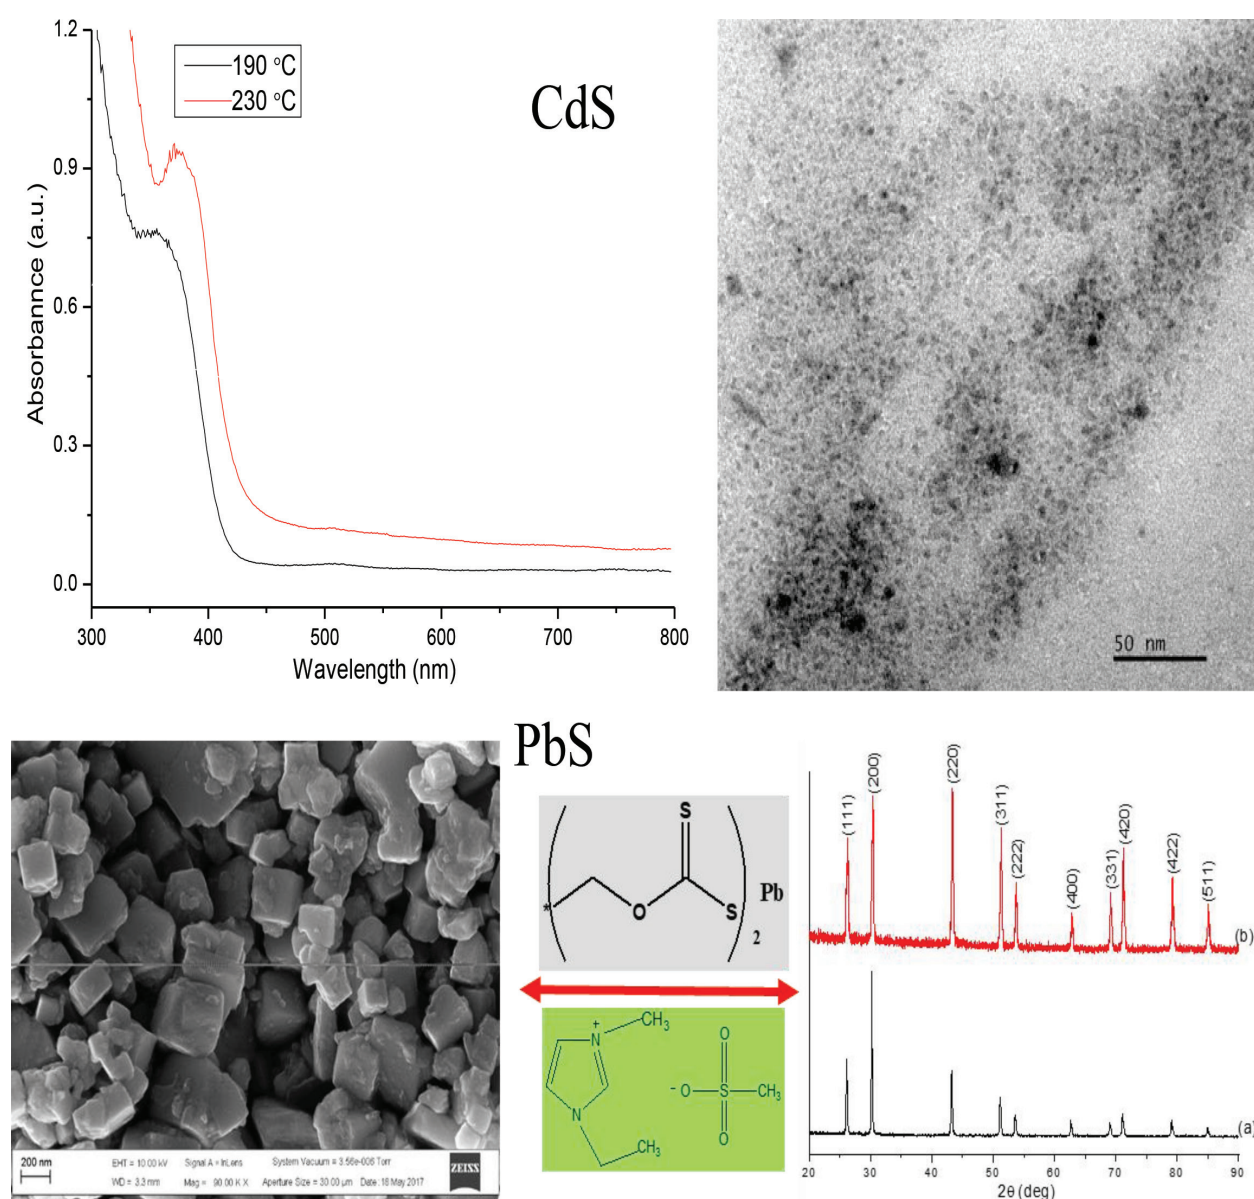 1.2
0.9
0.6
0.3
0.0
Absorbannce (a.u.)
190 °C
230 °C
300 400 500 600 700 800
Wavelength (nm)
CdS
50 nm
PbS
200 nm
EHT = 10.00 kV
Signal A = InLens
System Vacuum = 3.56e-006 Torr
WD = 3.3 mm
Mag = 90.00 K X
Aperture Size = 30.00 µm
Date :18 May 2017
ZEISS
S
* O S Pb
2
+
N CH₃
N
CH₃
O
- O S CH₃
O
(111)
(200)
(220)
(311)
(222)
(400)
(331)
(420)
(422)
(511)
(b)
(a)
20 30 40 50 60 70 80 90
2θ (deg)